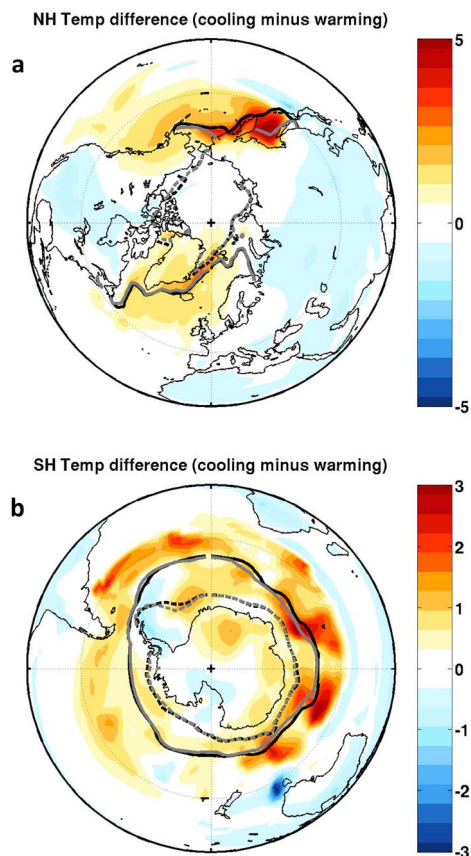 NH Temp difference (cooling minus warming)
a
5
0
-5
SH Temp difference (cooling minus warming)
b
3
2
1
0
-1
-2
-3